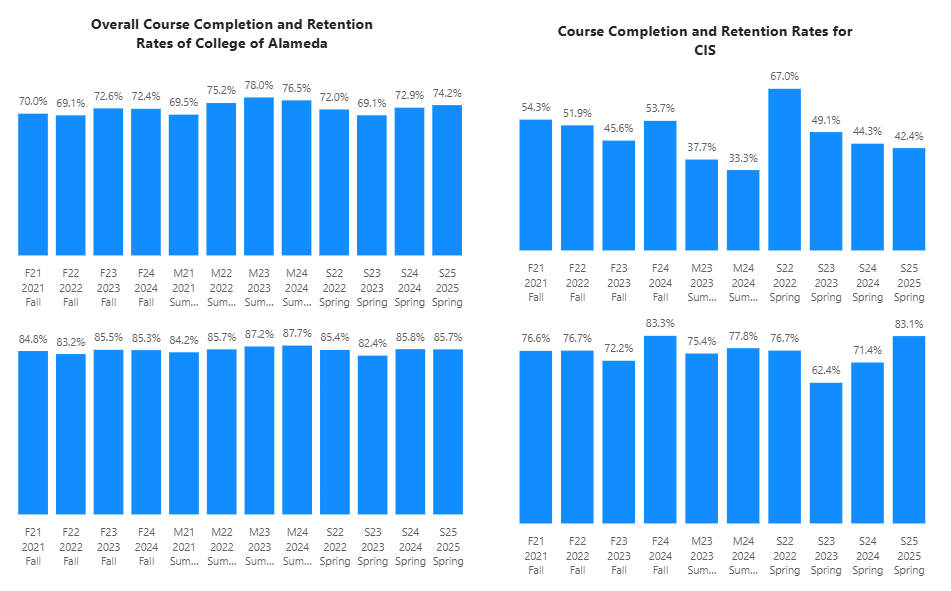 Overall Course Completion and Retention
Rates of College of Alameda
70.0% 69.1% 72.6% 72.4% 69.5% 75.2% 78.0% 76.5% 72.0% 69.1% 72.9% 74.2%
F21 F22 F23 F24 M21 M22 M23 M24 S22 S23 S24 S25
2021 2022 2023 2024 2021 2022 2023 2024 2022 2023 2024 2025
Fall Fall Fall Fall Sum... Sum... Sum... Sum... Spring Spring Spring Spring
84.8% 83.2% 85.5% 85.3% 84.2% 85.7% 87.2% 87.7% 85.4% 82.4% 85.8% 85.7%
F21 F22 F23 F24 M21 M22 M23 M24 S22 S23 S24 S25
2021 2022 2023 2024 2021 2022 2023 2024 2022 2023 2024 2025
Fall Fall Fall Fall Sum... Sum... Sum... Sum... Spring Spring Spring Spring
Course Completion and Retention Rates for
CIS
54.3% 51.9% 45.6% 53.7% 37.7% 33.3% 67.0% 49.1% 44.3% 42.4%
F21 F22 F23 F24 M23 M24 S22 S23 S24 S25
2021 2022 2023 2024 2023 2024 2022 2023 2024 2025
Fall Fall Fall Fall Sum... Sum... Spring Spring Spring Spring
76.6% 76.7% 72.2% 83.3% 75.4% 77.8% 76.7% 62.4% 71.4% 83.1%
F21 F22 F23 F24 M23 M24 S22 S23 S24 S25
2021 2022 2023 2024 2023 2024 2022 2023 2024 2025
Fall Fall Fall Fall Sum... Sum... Spring Spring Spring Spring